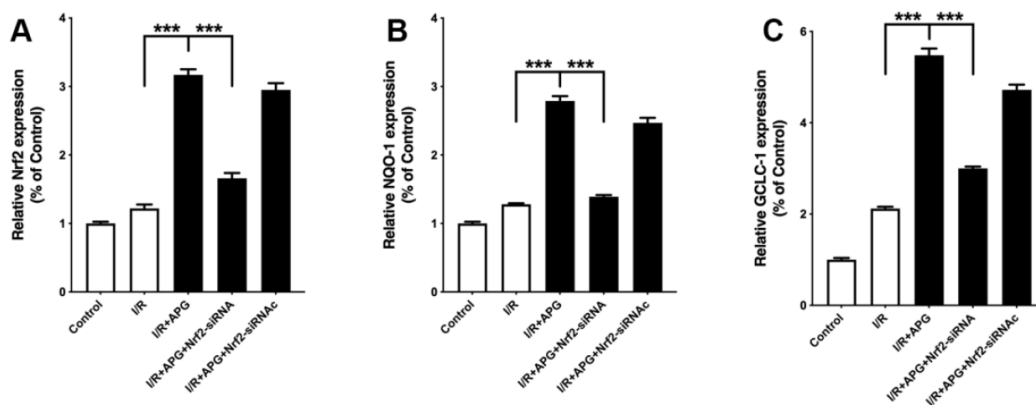 A
Relative Nrf2 expression
(% of Control)
4
3
2
1
0
*** ***
Control
I/R
I/R+APG
I/R+APG+Nrf2-siRNA
I/R+APG+Nrf2-siRNAc
B
Relative NQO-1 expression
(% of Control)
4
3
2
1
0
*** ***
Control
I/R
I/R+APG
I/R+APG+Nrf2-siRNA
I/R+APG+Nrf2-siRNAc
C
Relative GCLC-1 expression
(% of Control)
6
4
2
0
*** ***
Control
I/R
I/R+APG
I/R+APG+Nrf2-siRNA
I/R+APG+Nrf2-siRNAc